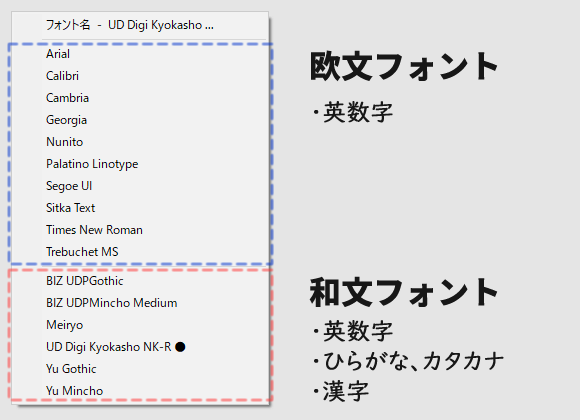 フォント名 - UD Digi Kyokasho ...
Arial
Calibri
Cambria
Georgia
Nunito
Palatino Linotype
Segoe UI
Sitka Text
Times New Roman
Trebuchet MS
欧文フォント
・英数字
BIZ UDPGothic
BIZ UDPMincho Medium
Meiryo
UD Digi Kyokasho NK-R ●
Yu Gothic
Yu Mincho
和文フォント
・英数字
・ひらがな、カタカナ
・漢字